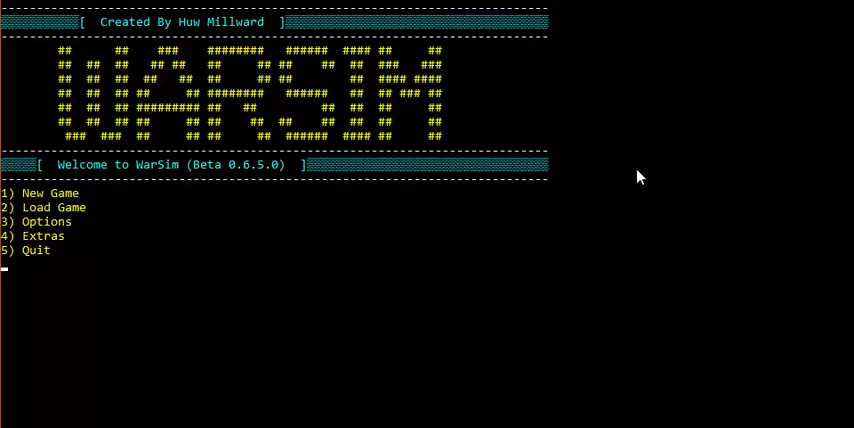 [ Created By Huw Millward ]
WARSIM
[ Welcome to WarSim (Beta 0.6.5.0) ]
1) New Game
2) Load Game
3) Options
4) Extras
5) Quit